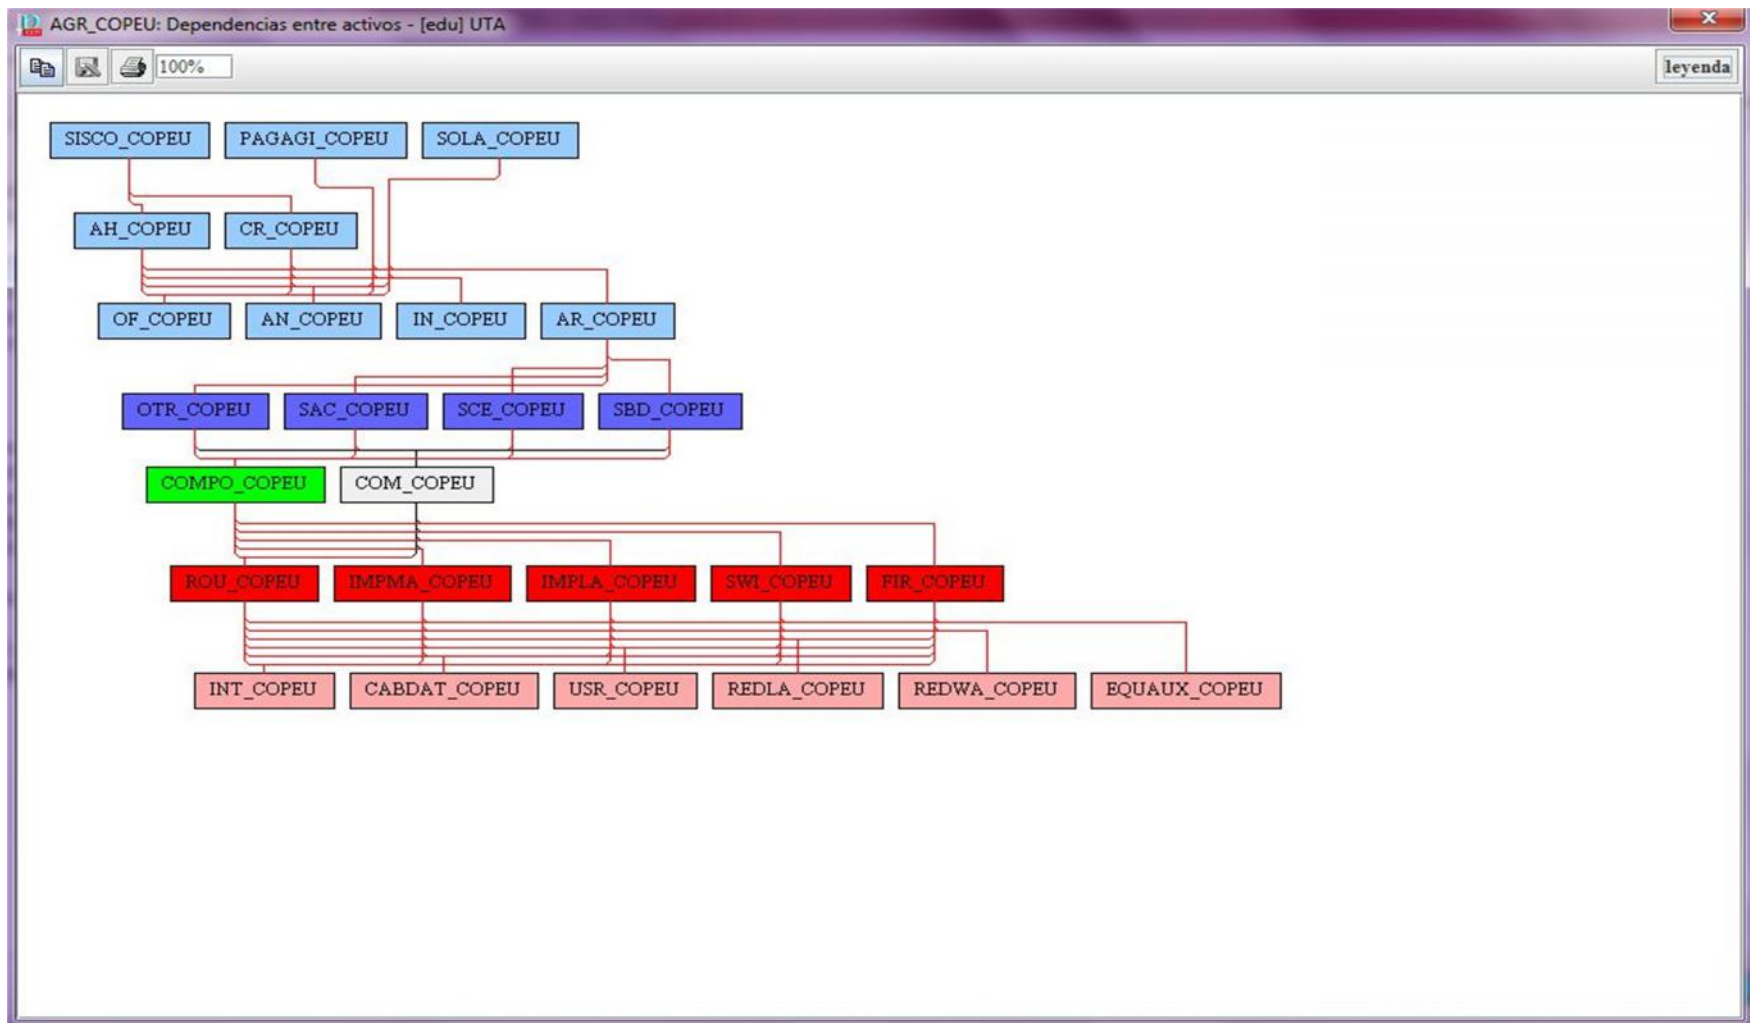 AGR_COPEU: Dependencias entre activos - [edu] UTA
100%
leyenda
SISCO_COPEU PAGAGI_COPEU SOLA_COPEU
AH_COPEU CR_COPEU
OF_COPEU AN_COPEU IN_COPEU AR_COPEU
OTR_COPEU SAC_COPEU SCE_COPEU SBD_COPEU
COMPO_COPEU COM_COPEU
ROU_COPEU IMPMA_COPEU IMPLA_COPEU SWI_COPEU FIR_COPEU
INT_COPEU CABDAT_COPEU USR_COPEU REDLA_COPEU REDWA_COPEU EQUAUX_COPEU